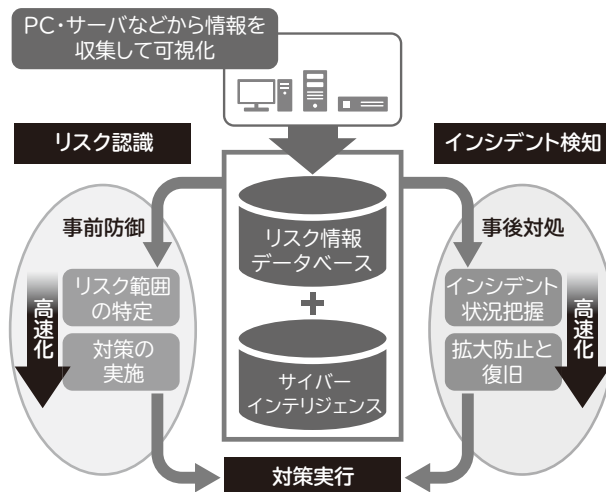 PC・サーバなどから情報を
収集して可視化
リスク認識
インシデント検知
事前防御
リスク範囲
の特定
対策の
実施
高速化
リスク情報
データベース
+
サイバー
インテリジェンス
事後対処
インシデント
状況把握
拡大防止と
復旧
高速化
対策実行